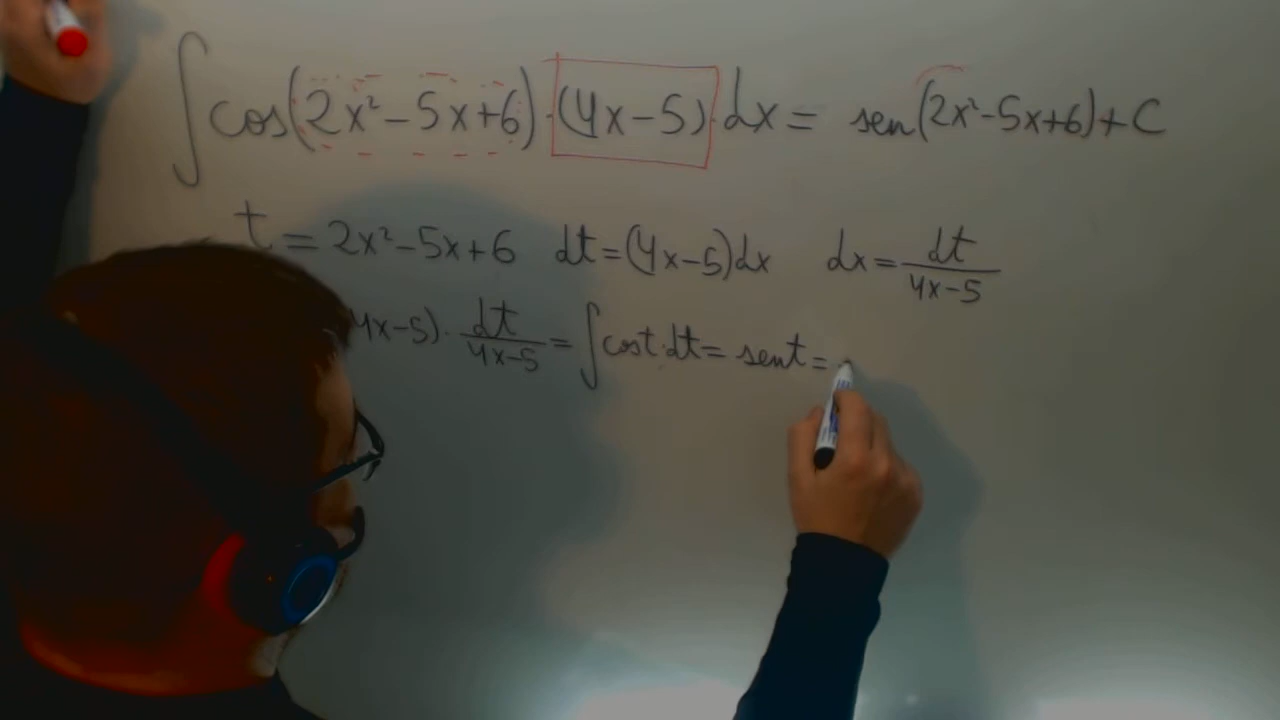 ∫cos(2x²-5x+6)·(4x-5)·dx= sen(2x²-5x+6)+C
t=2x²-5x+6 dt=(4x-5)dx dx=dt/4x-5
4x-5)·dt/4x-5=∫cost·dt= sent=